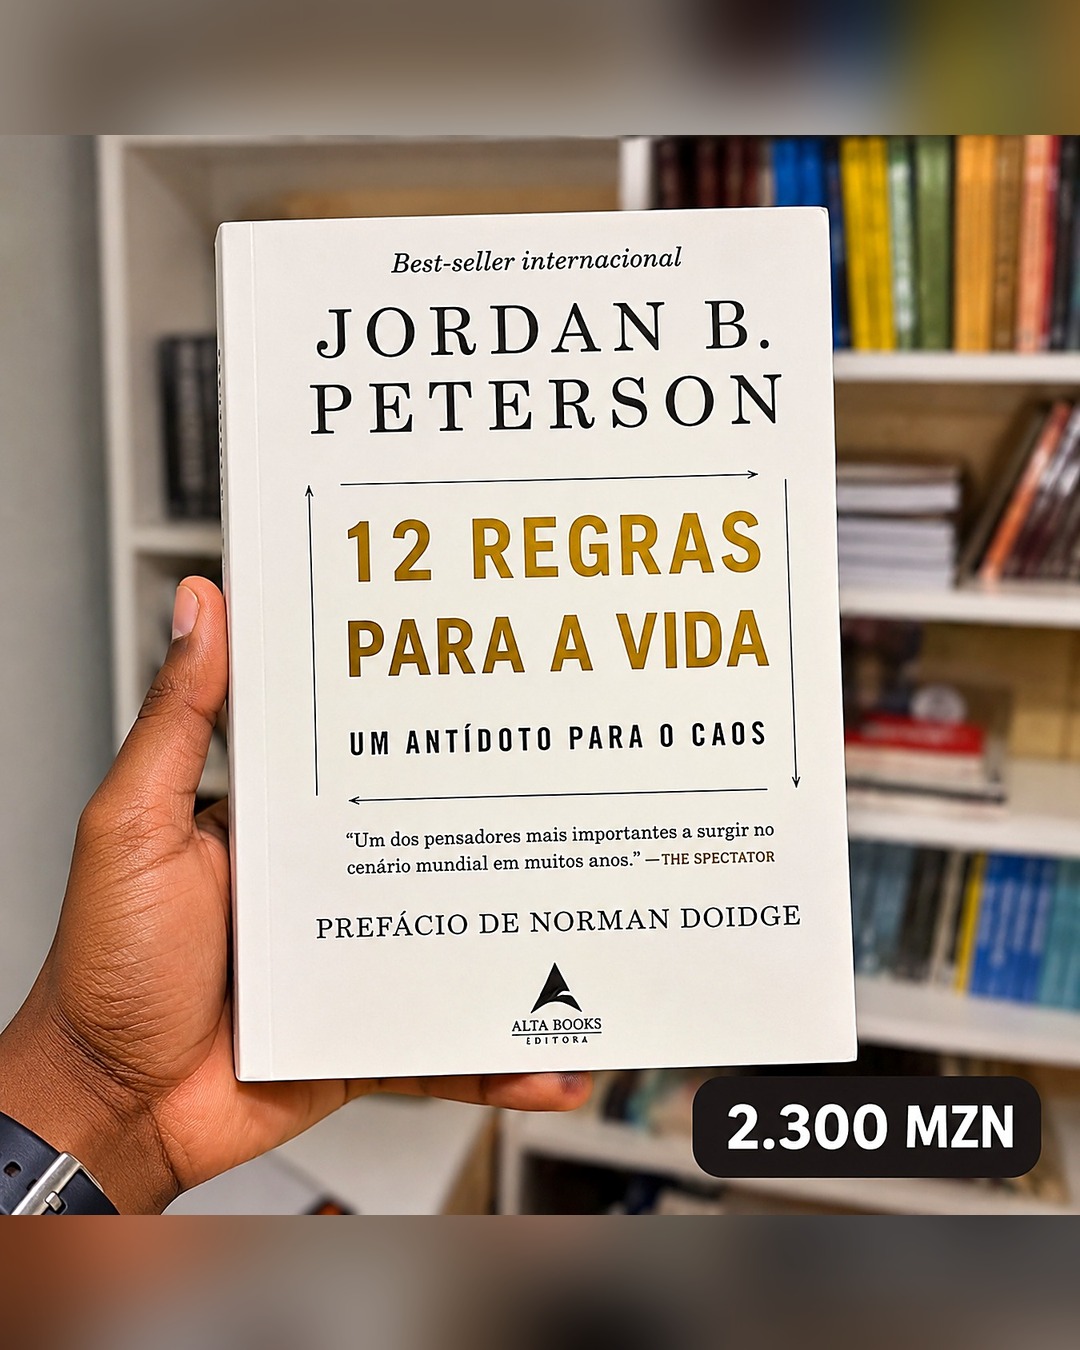 Best-seller internacional
JORDAN B.
PETERSON
12 REGRAS
PARA A VIDA
UM ANTÍDOTO PARA O CAOS
“Um dos pensadores mais importantes a surgir no
cenário mundial em muitos anos.” —THE SPECTATOR
PREFÁCIO DE NORMAN DOIDGE
ALTA BOOKS
EDITORA
2.300 MZN